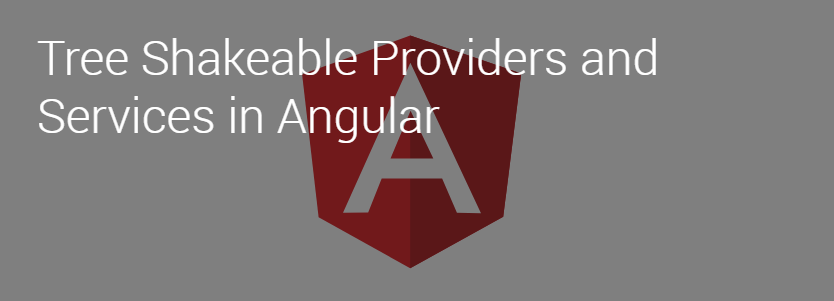 Tree Shakeable Providers and
Services in Angular